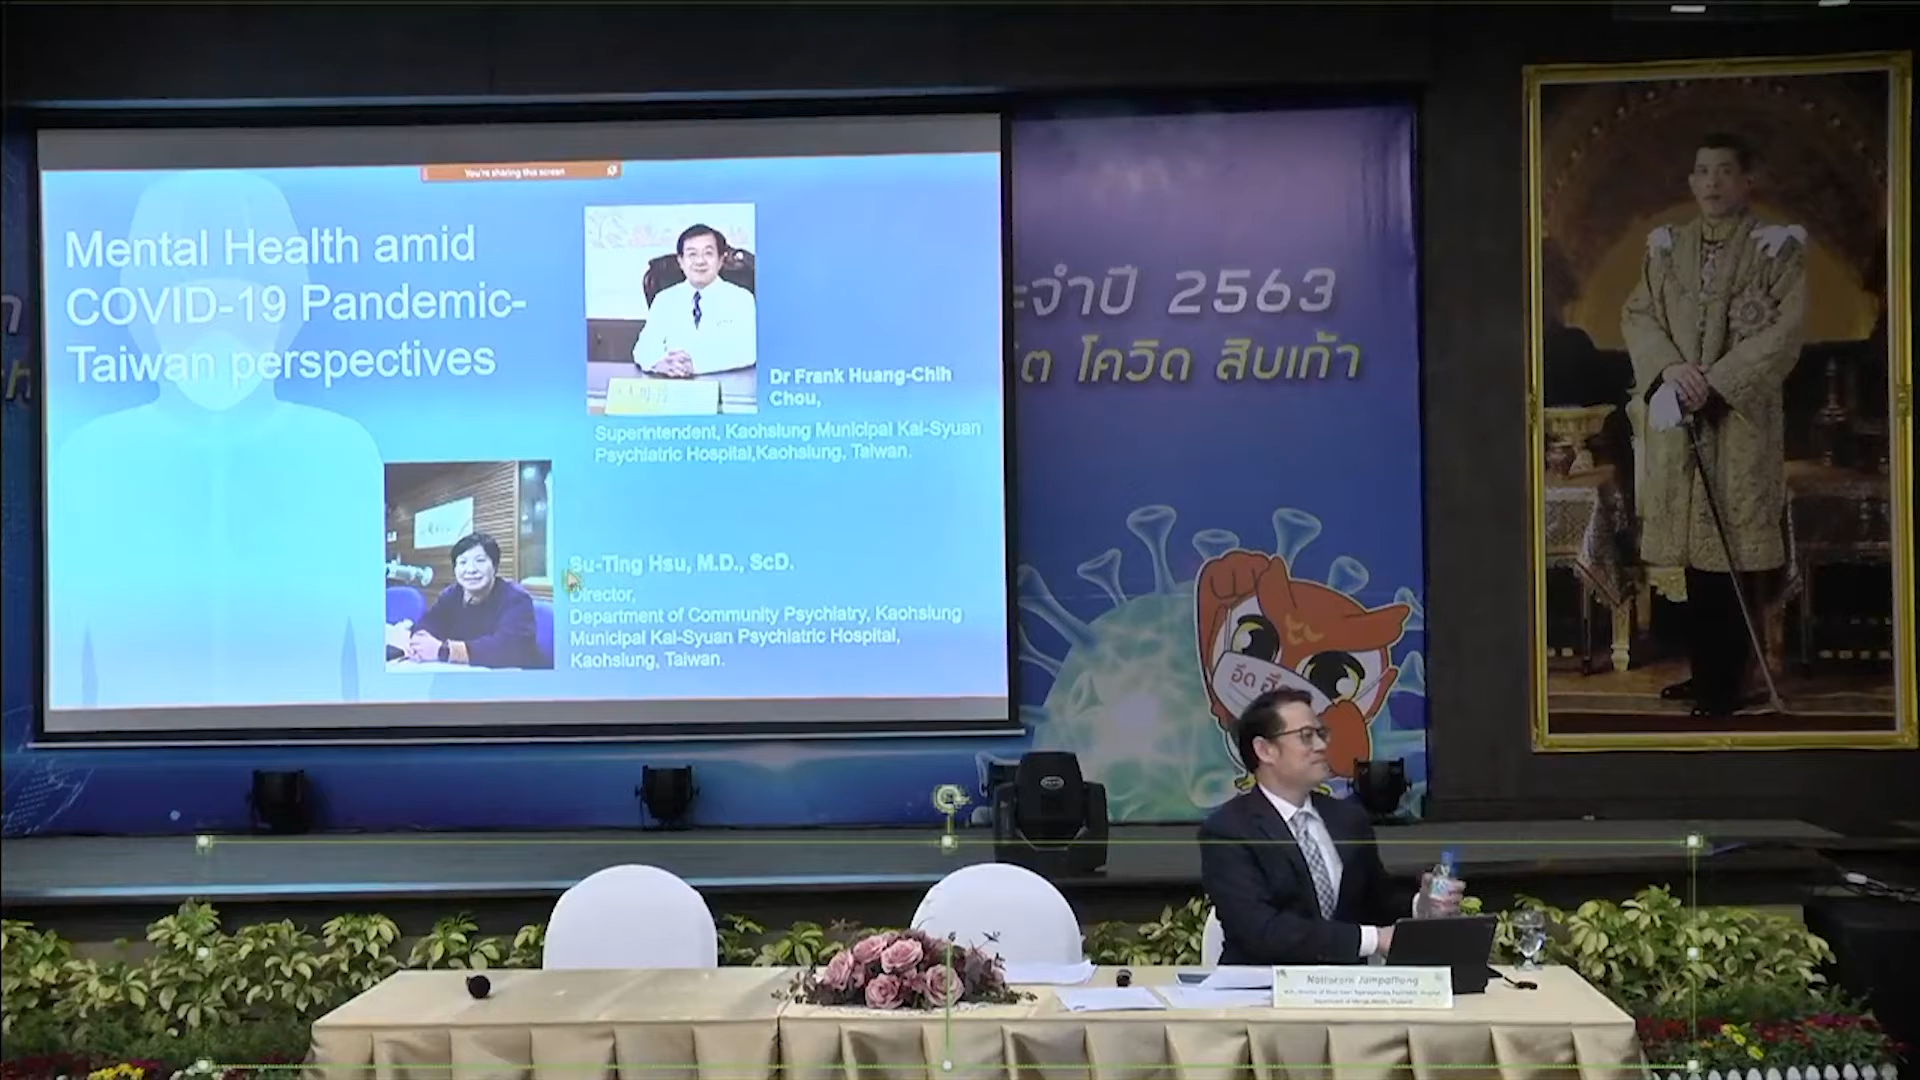 You're sharing this screen
Mental Health amid
COVID-19 Pandemic-
Taiwan perspectives
Dr Frank Huang-Chih
Chou,
Superintendent, Kaohsiung Municipal Kai-Syuan
Psychiatric Hospital,Kaohsiung, Taiwan.
Su-Ting Hsu, M.D., ScD.
Director,
Department of Community Psychiatry, Kaohsiung
Municipal Kai-Syuan Psychiatric Hospital,
Kaohsiung, Taiwan.
ะจำปี 2563
ิต โควิด สิบเก้า
อึด ฮึ
Nattakorn Jampathong